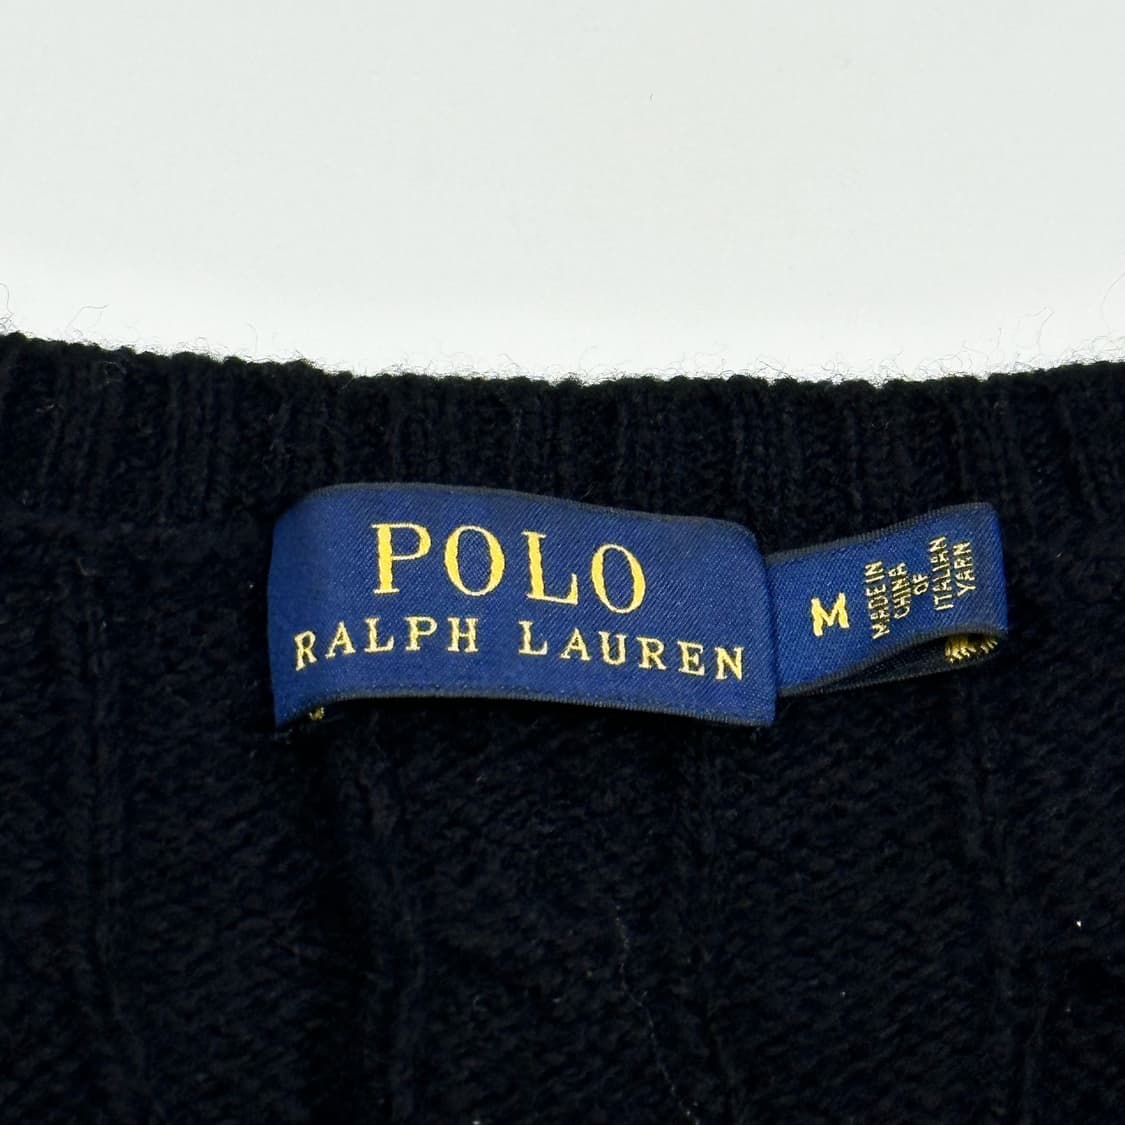 POLO
RALPH LAUREN
M
MADE IN
CHINA
OF
ITALIAN
YARN